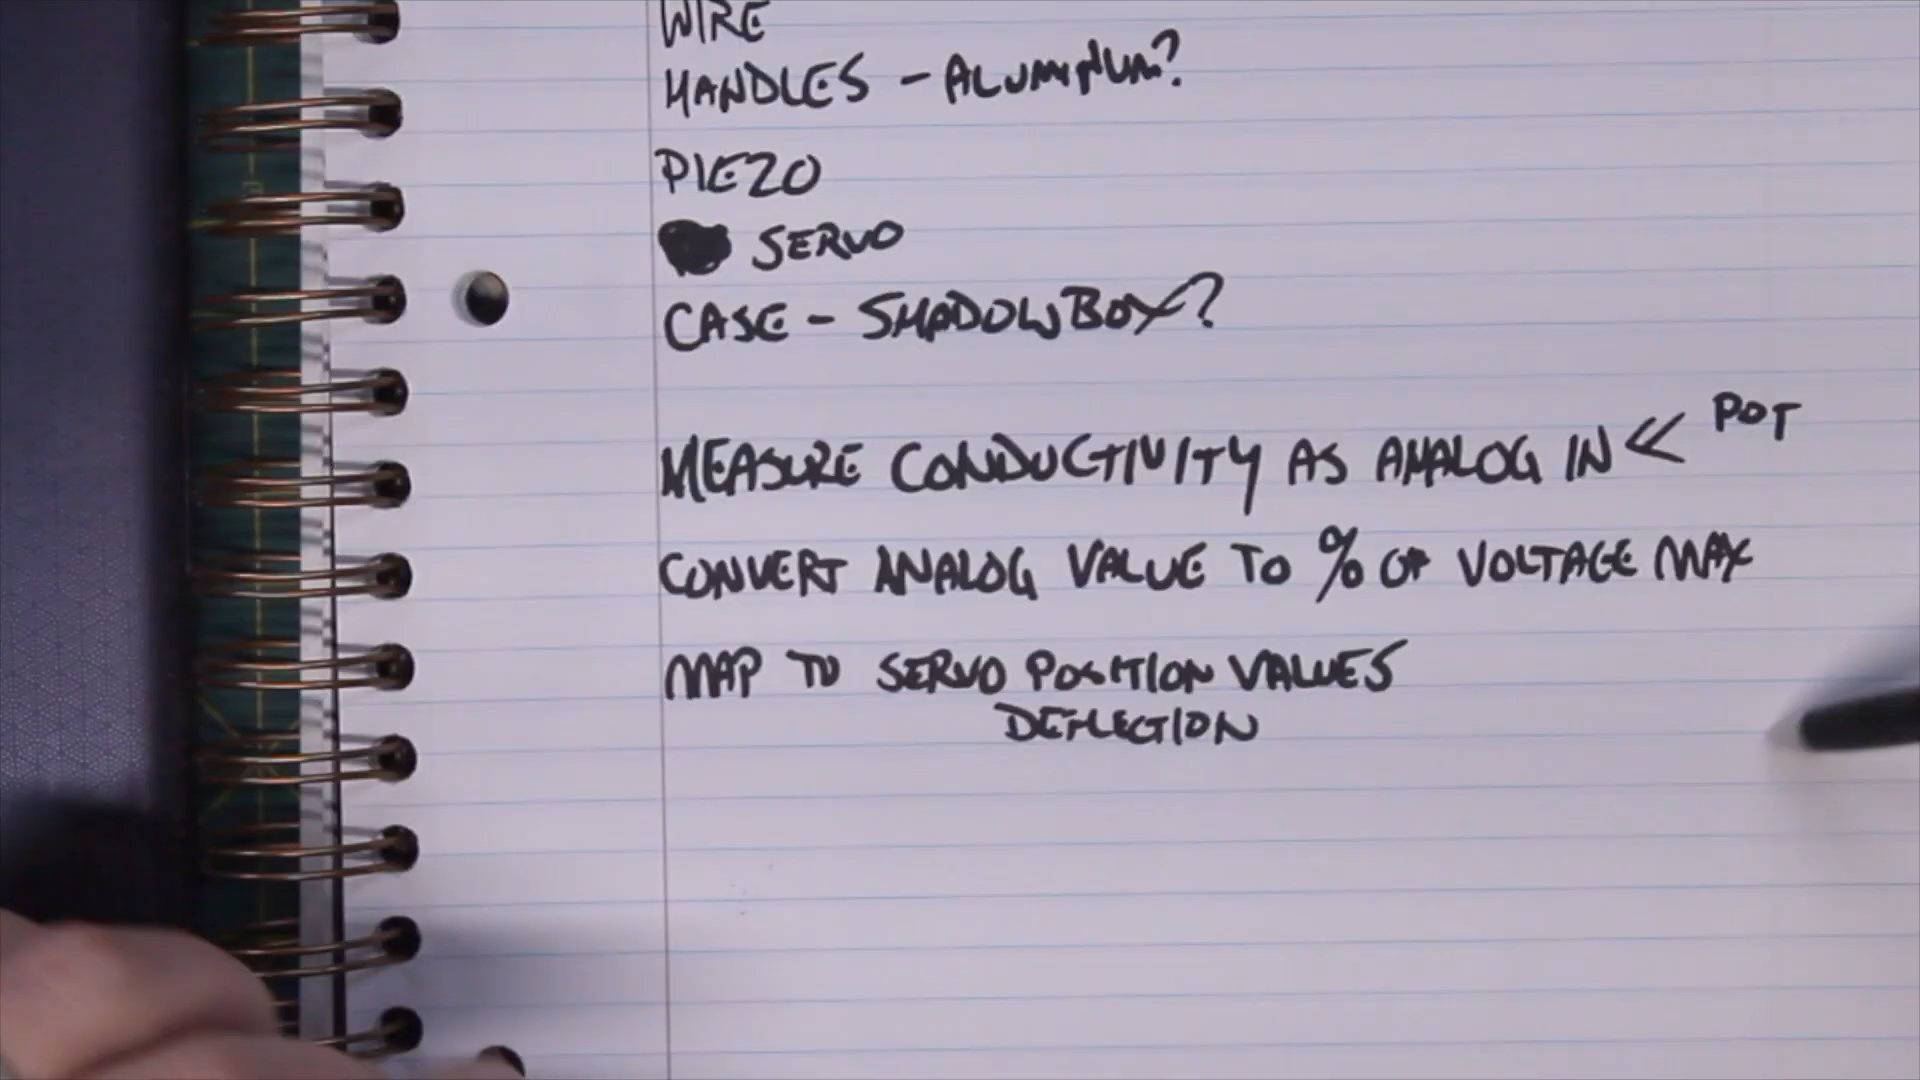 WIRE
HANDLES - ALUMINUM?
PIEZO
SERVO
CASE - SHADOWBOX?
MEASURE CONDUCTIVITY AS ANALOG IN << POT
CONVERT ANALOG VALUE TO % OF VOLTAGE MAX
MAP TO SERVO POSITION VALUES
DEFLECTION